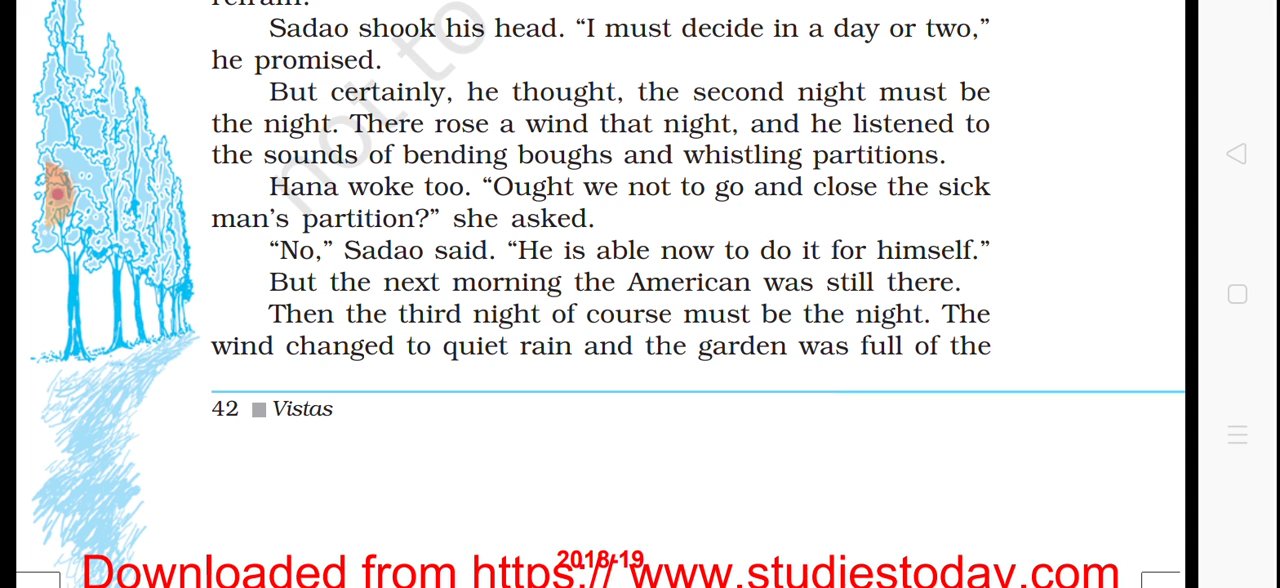 refrain.
Sadao shook his head. “I must decide in a day or two,”
he promised.
But certainly, he thought, the second night must be
the night. There rose a wind that night, and he listened to
the sounds of bending boughs and whistling partitions.
Hana woke too. “Ought we not to go and close the sick
man’s partition?” she asked.
“No,” Sadao said. “He is able now to do it for himself.”
But the next morning the American was still there.
Then the third night of course must be the night. The
wind changed to quiet rain and the garden was full of the
42 ■ Vistas
not to
2018-19
Downloaded from https:// www.studiestoday.com